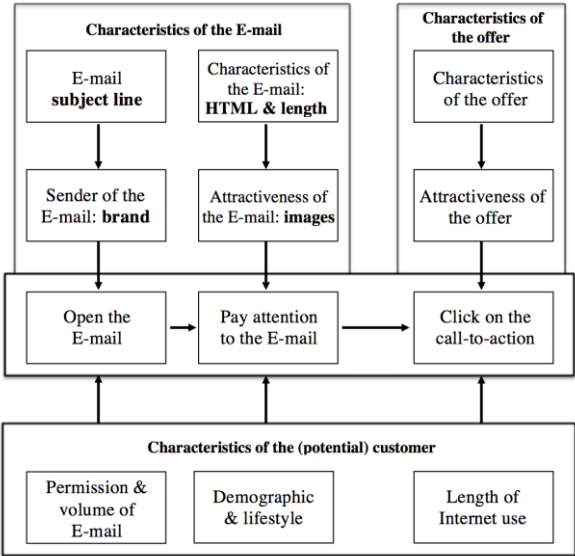 Characteristics of the E-mail
Characteristics of
the offer
E-mail
subject line
Characteristics of
the E-mail:
HTML & length
Characteristics
of the offer
Sender of the
E-mail: brand
Attractiveness of
the E-mail: images
Attractiveness of
the offer
Open the
E-mail
Pay attention
to the E-mail
Click on the
call-to-action
Characteristics of the (potential) customer
Permission &
volume of
E-mail
Demographic
& lifestyle
Length of
Internet use